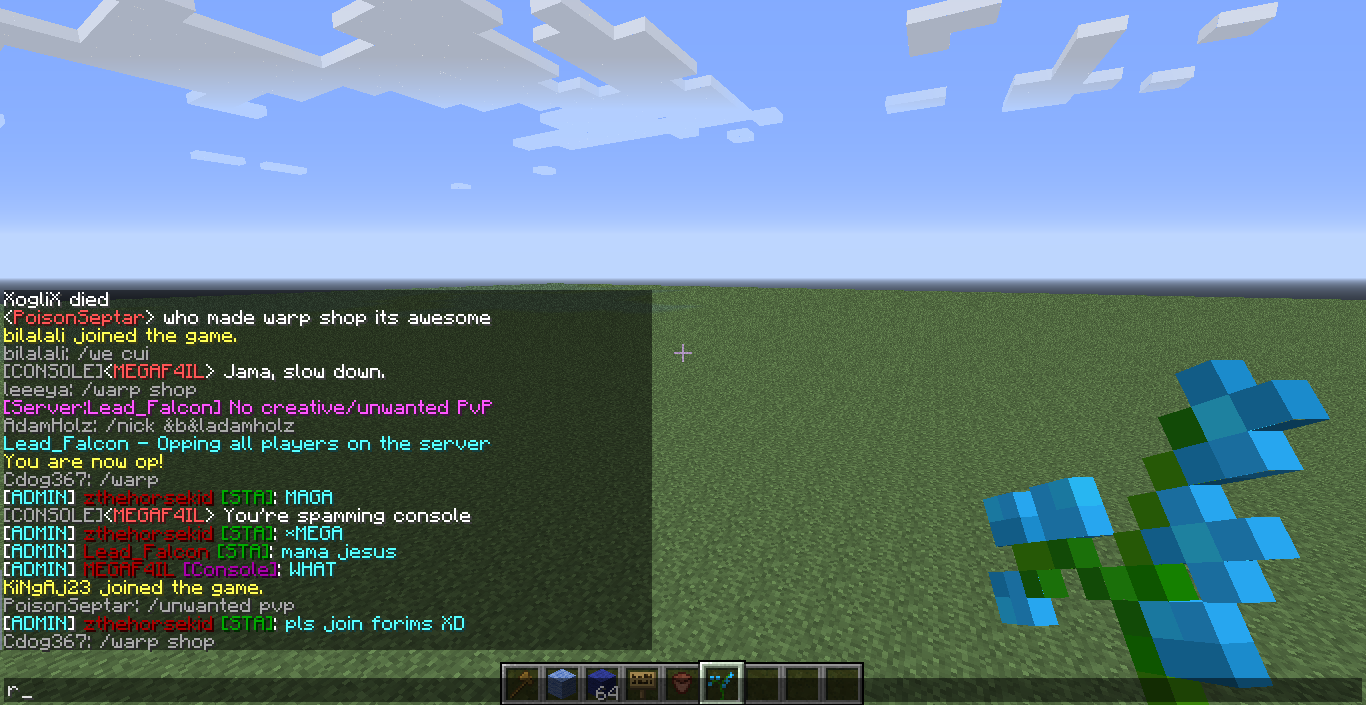 XogliX died
<PoisonSeptar> who made warp shop its awesome
bilalali joined the game.
bilalali: /we cui
[CONSOLE]<MEGAF4IL> Jama, slow down.
leeeya: /warp shop
[Server:Lead_Falcon] No creative/unwanted PvP
AdamHolz: /nick &b&ladamholz
Lead_Falcon - Opping all players on the server
You are now op!
Cdog367: /warp
[ADMIN] zthehorsekid [STA]: MAGA
[CONSOLE]<MEGAF4IL> You're spamming console
[ADMIN] zthehorsekid [STA]: *MEGA
[ADMIN] Lead_Falcon [STA]: mama jesus
[ADMIN] MEGAF4IL [Console]: WHAT
KiNgAj23 joined the game.
PoisonSeptar: /unwanted pvp
[ADMIN] zthehorsekid [STA]: pls join forims XD
Cdog367: /warp shop
64
r_